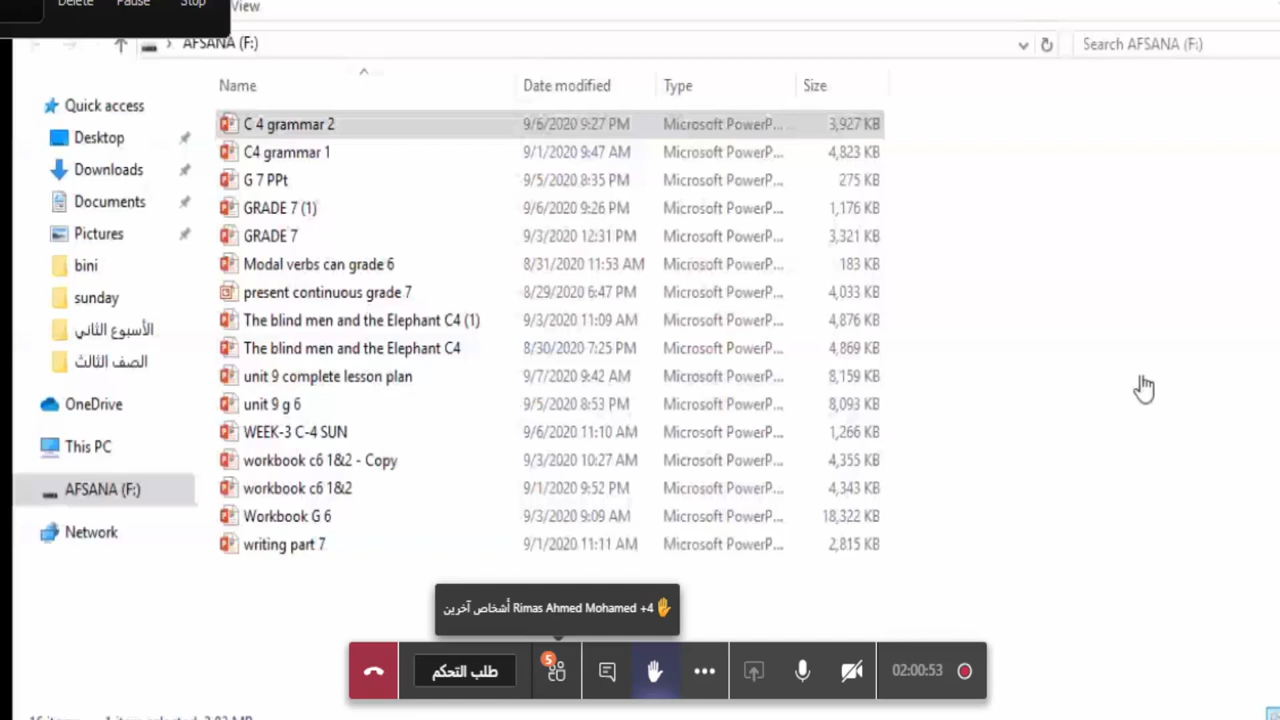 Delete Pause Stop
View
AFSANA (F:)
Search AFSANA (F:)
Name Date modified Type Size
Quick access
Desktop
Downloads
Documents
Pictures
bini
sunday
الأسبوع الثاني
الصف الثالث
OneDrive
This PC
AFSANA (F:)
Network
C 4 grammar 2 9/6/2020 9:27 PM Microsoft PowerP... 3,927 KB
C4 grammar 1 9/1/2020 9:47 AM Microsoft PowerP... 4,823 KB
G 7 PPt 9/5/2020 8:35 PM Microsoft PowerP... 275 KB
GRADE 7 (1) 9/6/2020 9:26 PM Microsoft PowerP... 1,176 KB
GRADE 7 9/3/2020 12:31 PM Microsoft PowerP... 3,321 KB
Modal verbs can grade 6 8/31/2020 11:53 AM Microsoft PowerP... 183 KB
present continuous grade 7 8/29/2020 6:47 PM Microsoft PowerP... 4,033 KB
The blind men and the Elephant C4 (1) 9/3/2020 11:09 AM Microsoft PowerP... 4,876 KB
The blind men and the Elephant C4 8/30/2020 7:25 PM Microsoft PowerP... 4,869 KB
unit 9 complete lesson plan 9/7/2020 9:42 AM Microsoft PowerP... 8,159 KB
unit 9 g 6 9/5/2020 8:53 PM Microsoft PowerP... 8,093 KB
WEEK-3 C-4 SUN 9/6/2020 11:10 AM Microsoft PowerP... 1,266 KB
workbook c6 1&2 - Copy 9/3/2020 10:27 AM Microsoft PowerP... 4,355 KB
workbook c6 1&2 9/1/2020 9:52 PM Microsoft PowerP... 4,343 KB
Workbook G 6 9/3/2020 9:09 AM Microsoft PowerP... 18,322 KB
writing part 7 9/1/2020 11:11 AM Microsoft PowerP... 2,815 KB
Rimas Ahmed Mohamed +4 أشخاص آخرين
طلب التحكم 5 02:00:53